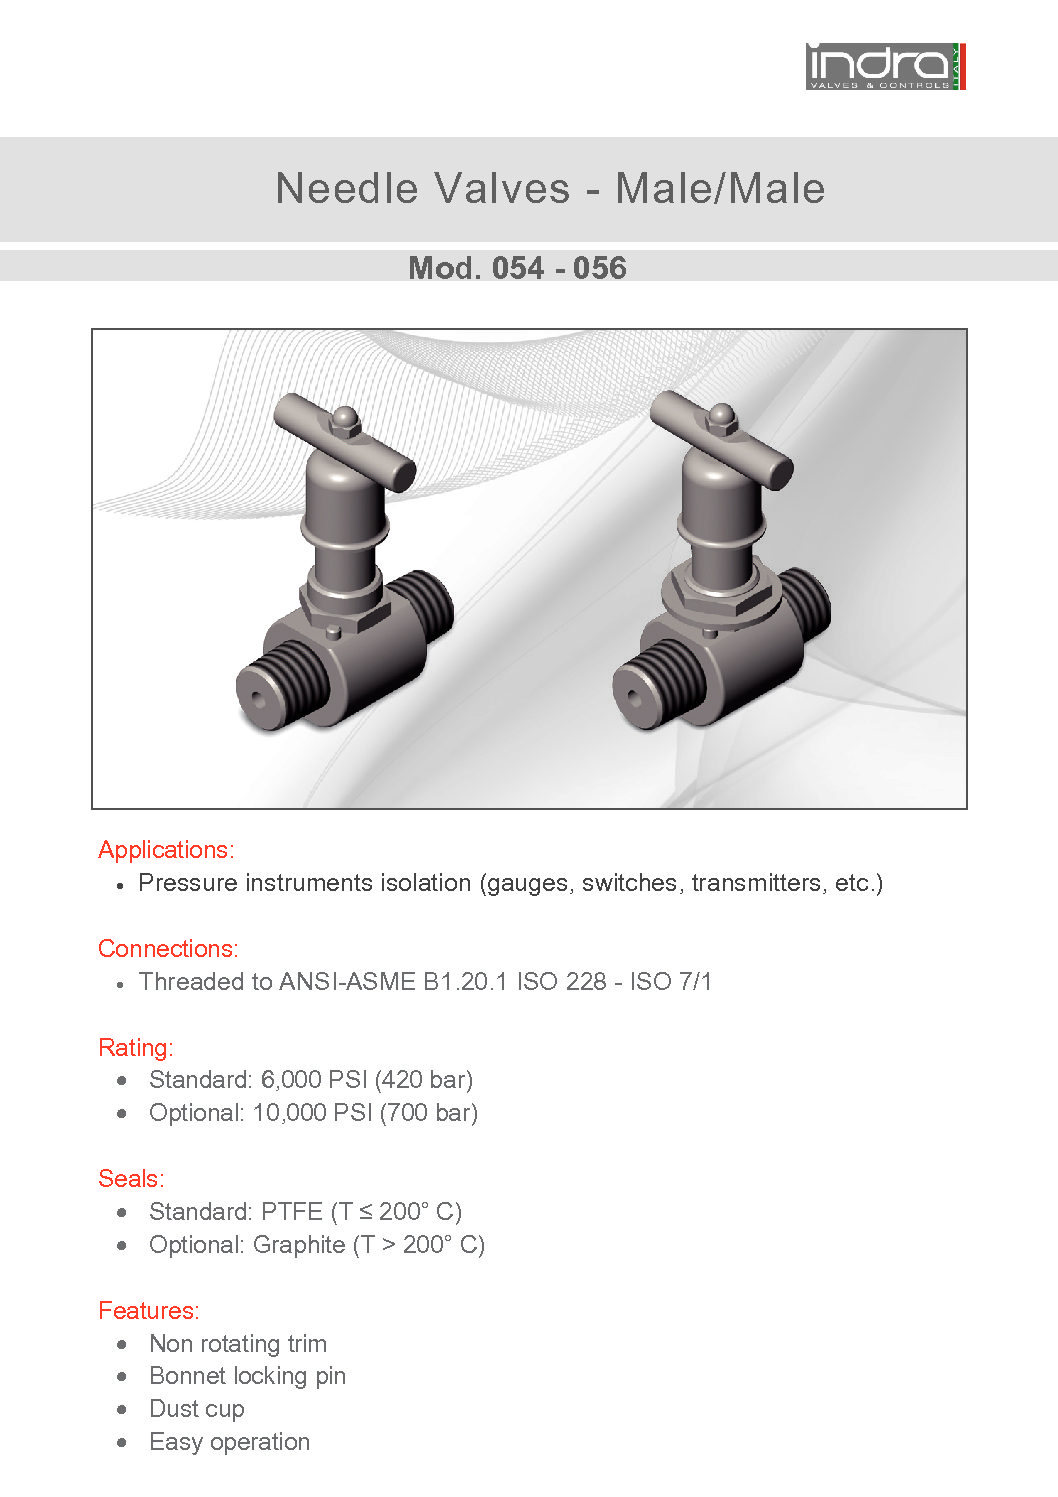 indra
VALVES & CONTROLS
ITALY
Needle Valves - Male/Male
Mod. 054 - 056
Applications:
• Pressure instruments isolation (gauges, switches, transmitters, etc.)
Connections:
• Threaded to ANSI-ASME B1.20.1 ISO 228 - ISO 7/1
Rating:
• Standard: 6,000 PSI (420 bar)
• Optional: 10,000 PSI (700 bar)
Seals:
• Standard: PTFE (T ≤ 200° C)
• Optional: Graphite (T > 200° C)
Features:
• Non rotating trim
• Bonnet locking pin
• Dust cup
• Easy operation